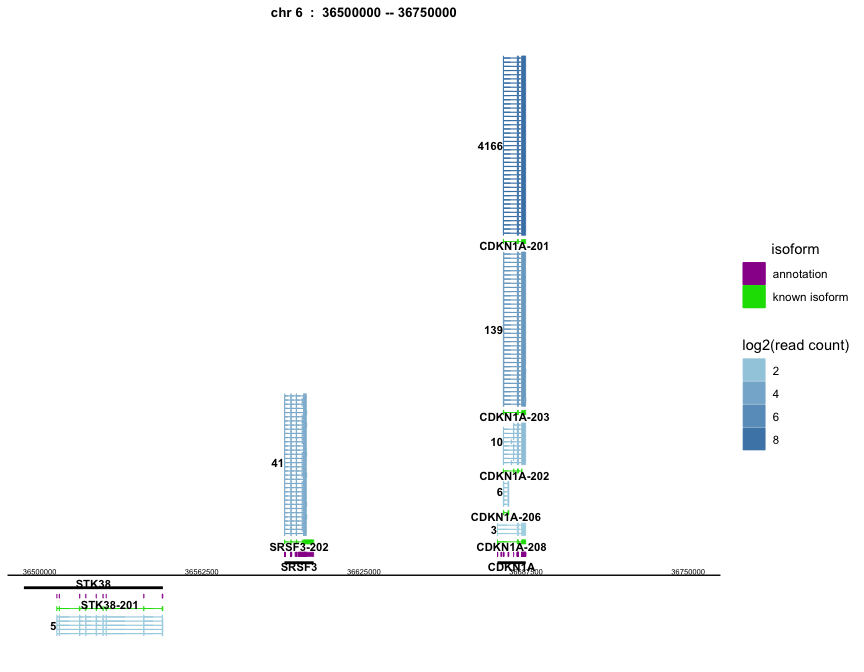 chr 6 : 36500000 -- 36750000
4166
CDKN1A-201
139
CDKN1A-203
10
CDKN1A-202
6
CDKN1A-206
3
CDKN1A-208
CDKN1A
41
SRSF3-202
SRSF3
36500000 36562500 36625000 36687500 36750000
STK38
STK38-201
5
isoform
annotation
known isoform
log2(read count)
2
4
6
8